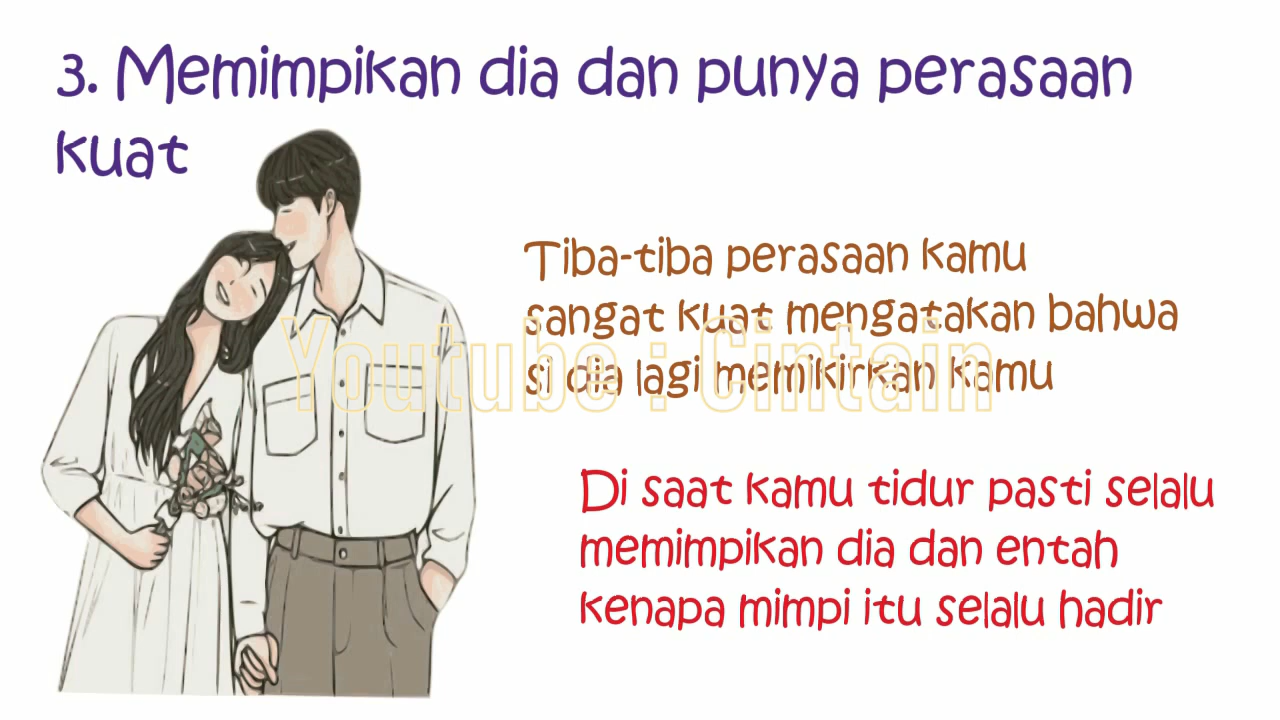 3. Memimpikan dia dan punya perasaan
kuat
Tiba-tiba perasaan kamu
sangat kuat mengatakan bahwa
si dia lagi memikirkan kamu
Youtube : Cintain
Di saat kamu tidur pasti selalu
memimpikan dia dan entah
kenapa mimpi itu selalu hadir